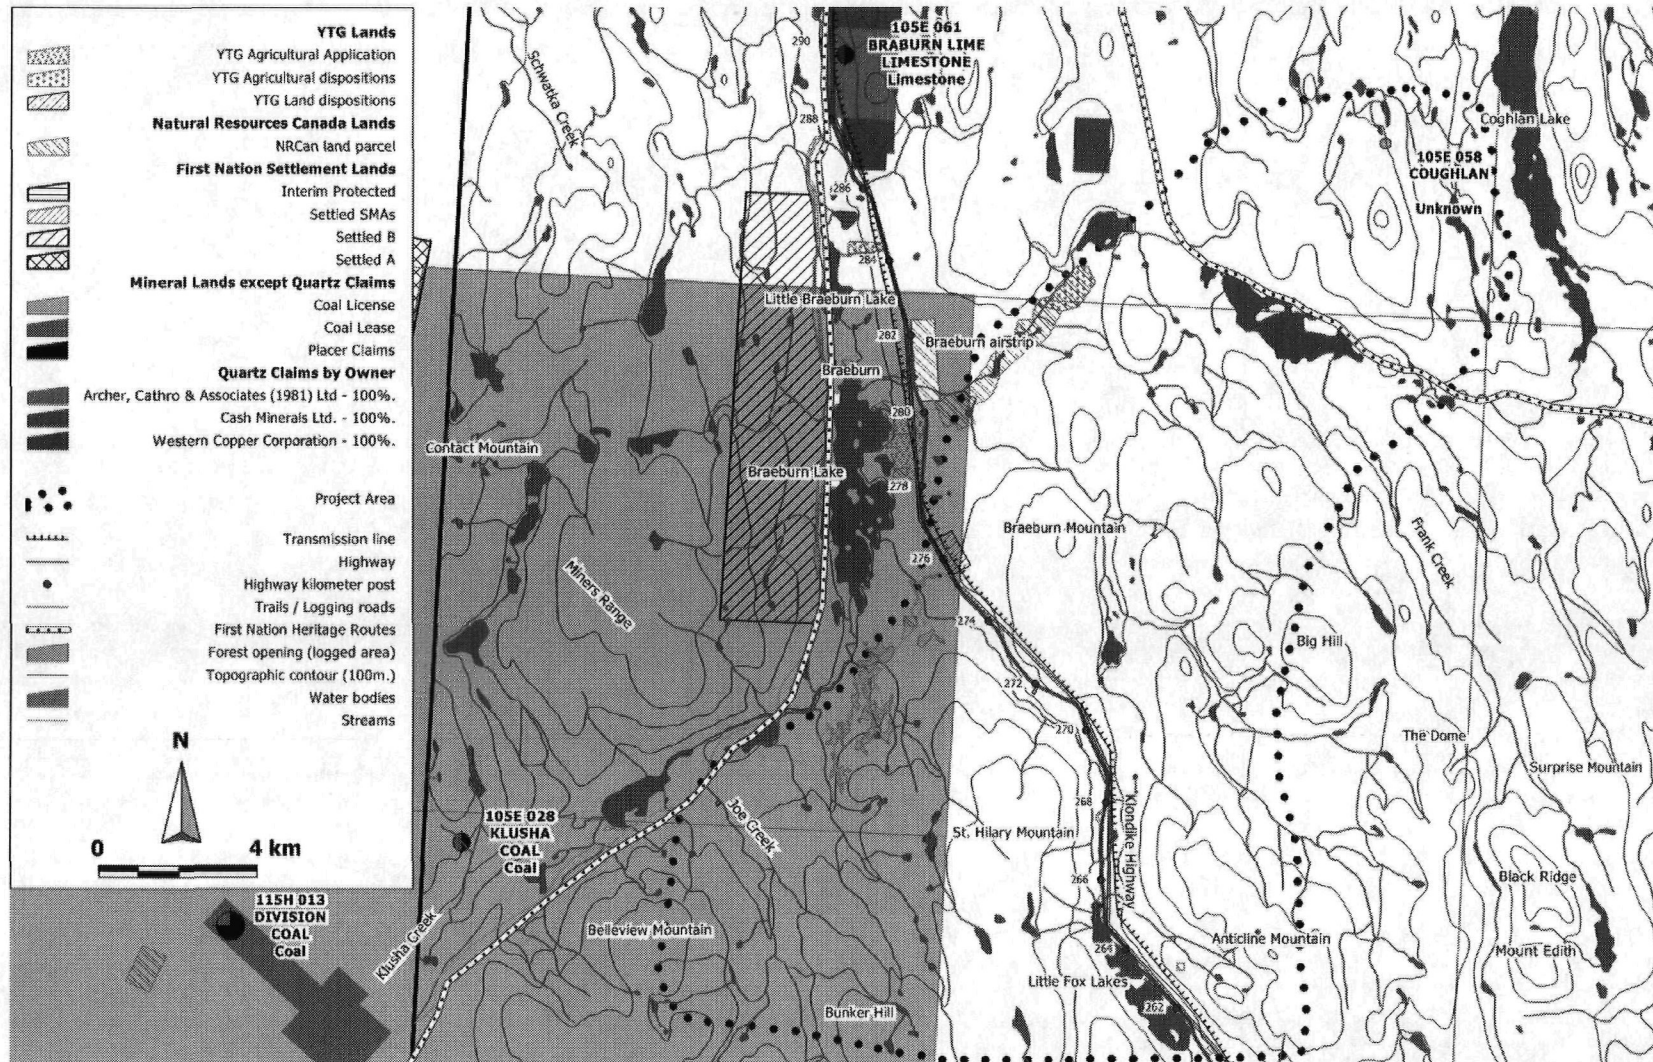 YTG Lands
YTG Agricultural Application
YTG Agricultural dispositions
YTG Land dispositions
Natural Resources Canada Lands
NRCan land parcel
First Nation Settlement Lands
Interim Protected
Settled SMAs
Settled B
Settled A
Mineral Lands except Quartz Claims
Coal License
Coal Lease
Placer Claims
Quartz Claims by Owner
Archer, Cathro & Associates (1981) Ltd - 100%.
Cash Minerals Ltd. - 100%.
Western Copper Corporation - 100%.
Project Area
Transmission line
Highway
Highway kilometer post
Trails / Logging roads
First Nation Heritage Routes
Forest opening (logged area)
Topographic contour (100m.)
Water bodies
Streams
N
0 4 km
115H 013
DIVISION
COAL
Coal
Klusha Creek
105E 028
KLUSHA
COAL
Coal
Schwatka Creek
290
105E 061
BRABURN LIME
LIMESTONE
Limestone
288
286
284
Little Braeburn Lake
282
Braeburn airstrip
Braeburn
280
Contact Mountain
Braeburn Lake
278
276
Braeburn Mountain
Miners Range
274
272
270
268
Klondike Highway
266
264
262
Joe Creek
St. Hilary Mountain
Belleview Mountain
Bunker Hill
Little Fox Lakes
Anticline Mountain
Coghlan Lake
105E 058
COUGHLAN
Unknown
Frank Creek
Big Hill
The Dome
Surprise Mountain
Black Ridge
Mount Edith